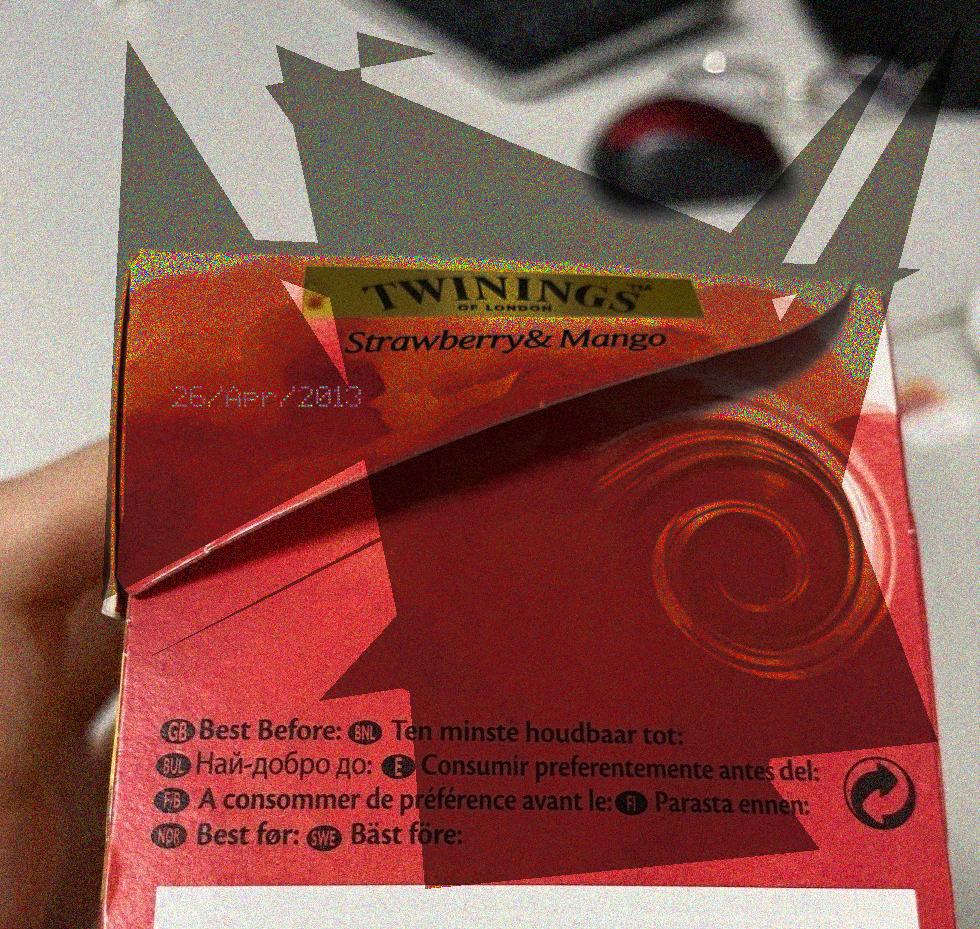 TWININGS™
OF LONDON
Strawberry & Mango
26/Apr/2013
GB Best Before: BNL Ten minste houdbaar tot:
BUL Най-добро до: E Consumir preferentemente antes del:
F/B A consommer de préférence avant le: FI Parasta ennen:
NOR Best før: SWE Bäst före: